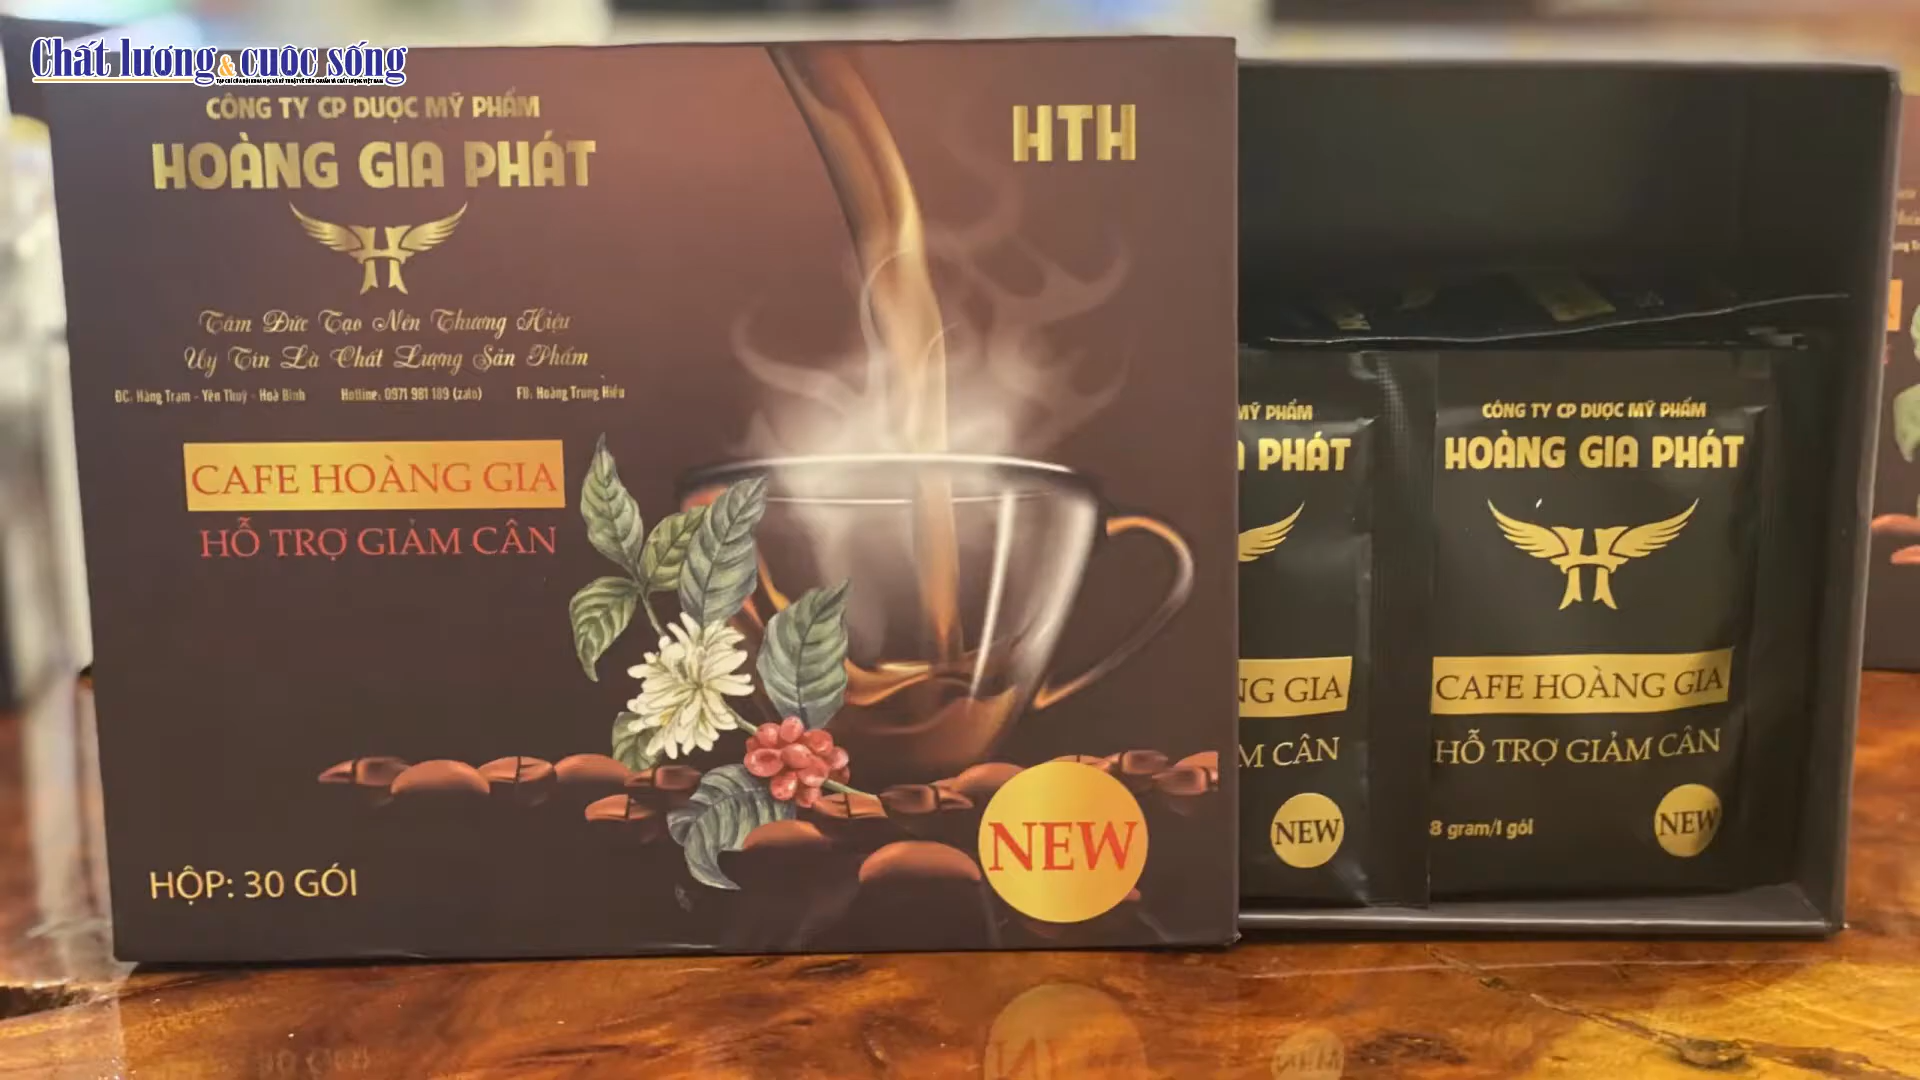 Chất lượng & cuộc sống
CÔNG TY CP DƯỢC MỸ PHẨM
HOÀNG GIA PHÁT
HTH
H
Tâm Đức Tạo Nên Thương Hiệu
Uy Tín Là Chất Lượng Sản Phẩm
ĐC: Hàng Trạm - Yên Thuỷ - Hoà Bình Hotline: 0971 981 189 (zalo) FB: Hoàng Trung Hiếu
CAFE HOÀNG GIA
HỖ TRỢ GIẢM CÂN
NEW
HỘP: 30 GÓI
MỸ PHẨM
PHÁT
NG GIA
M CÂN
NEW
CÔNG TY CP DƯỢC MỸ PHẨM
HOÀNG GIA PHÁT
H
CAFE HOÀNG GIA
HỖ TRỢ GIẢM CÂN
8 gram/1 gói
NEW